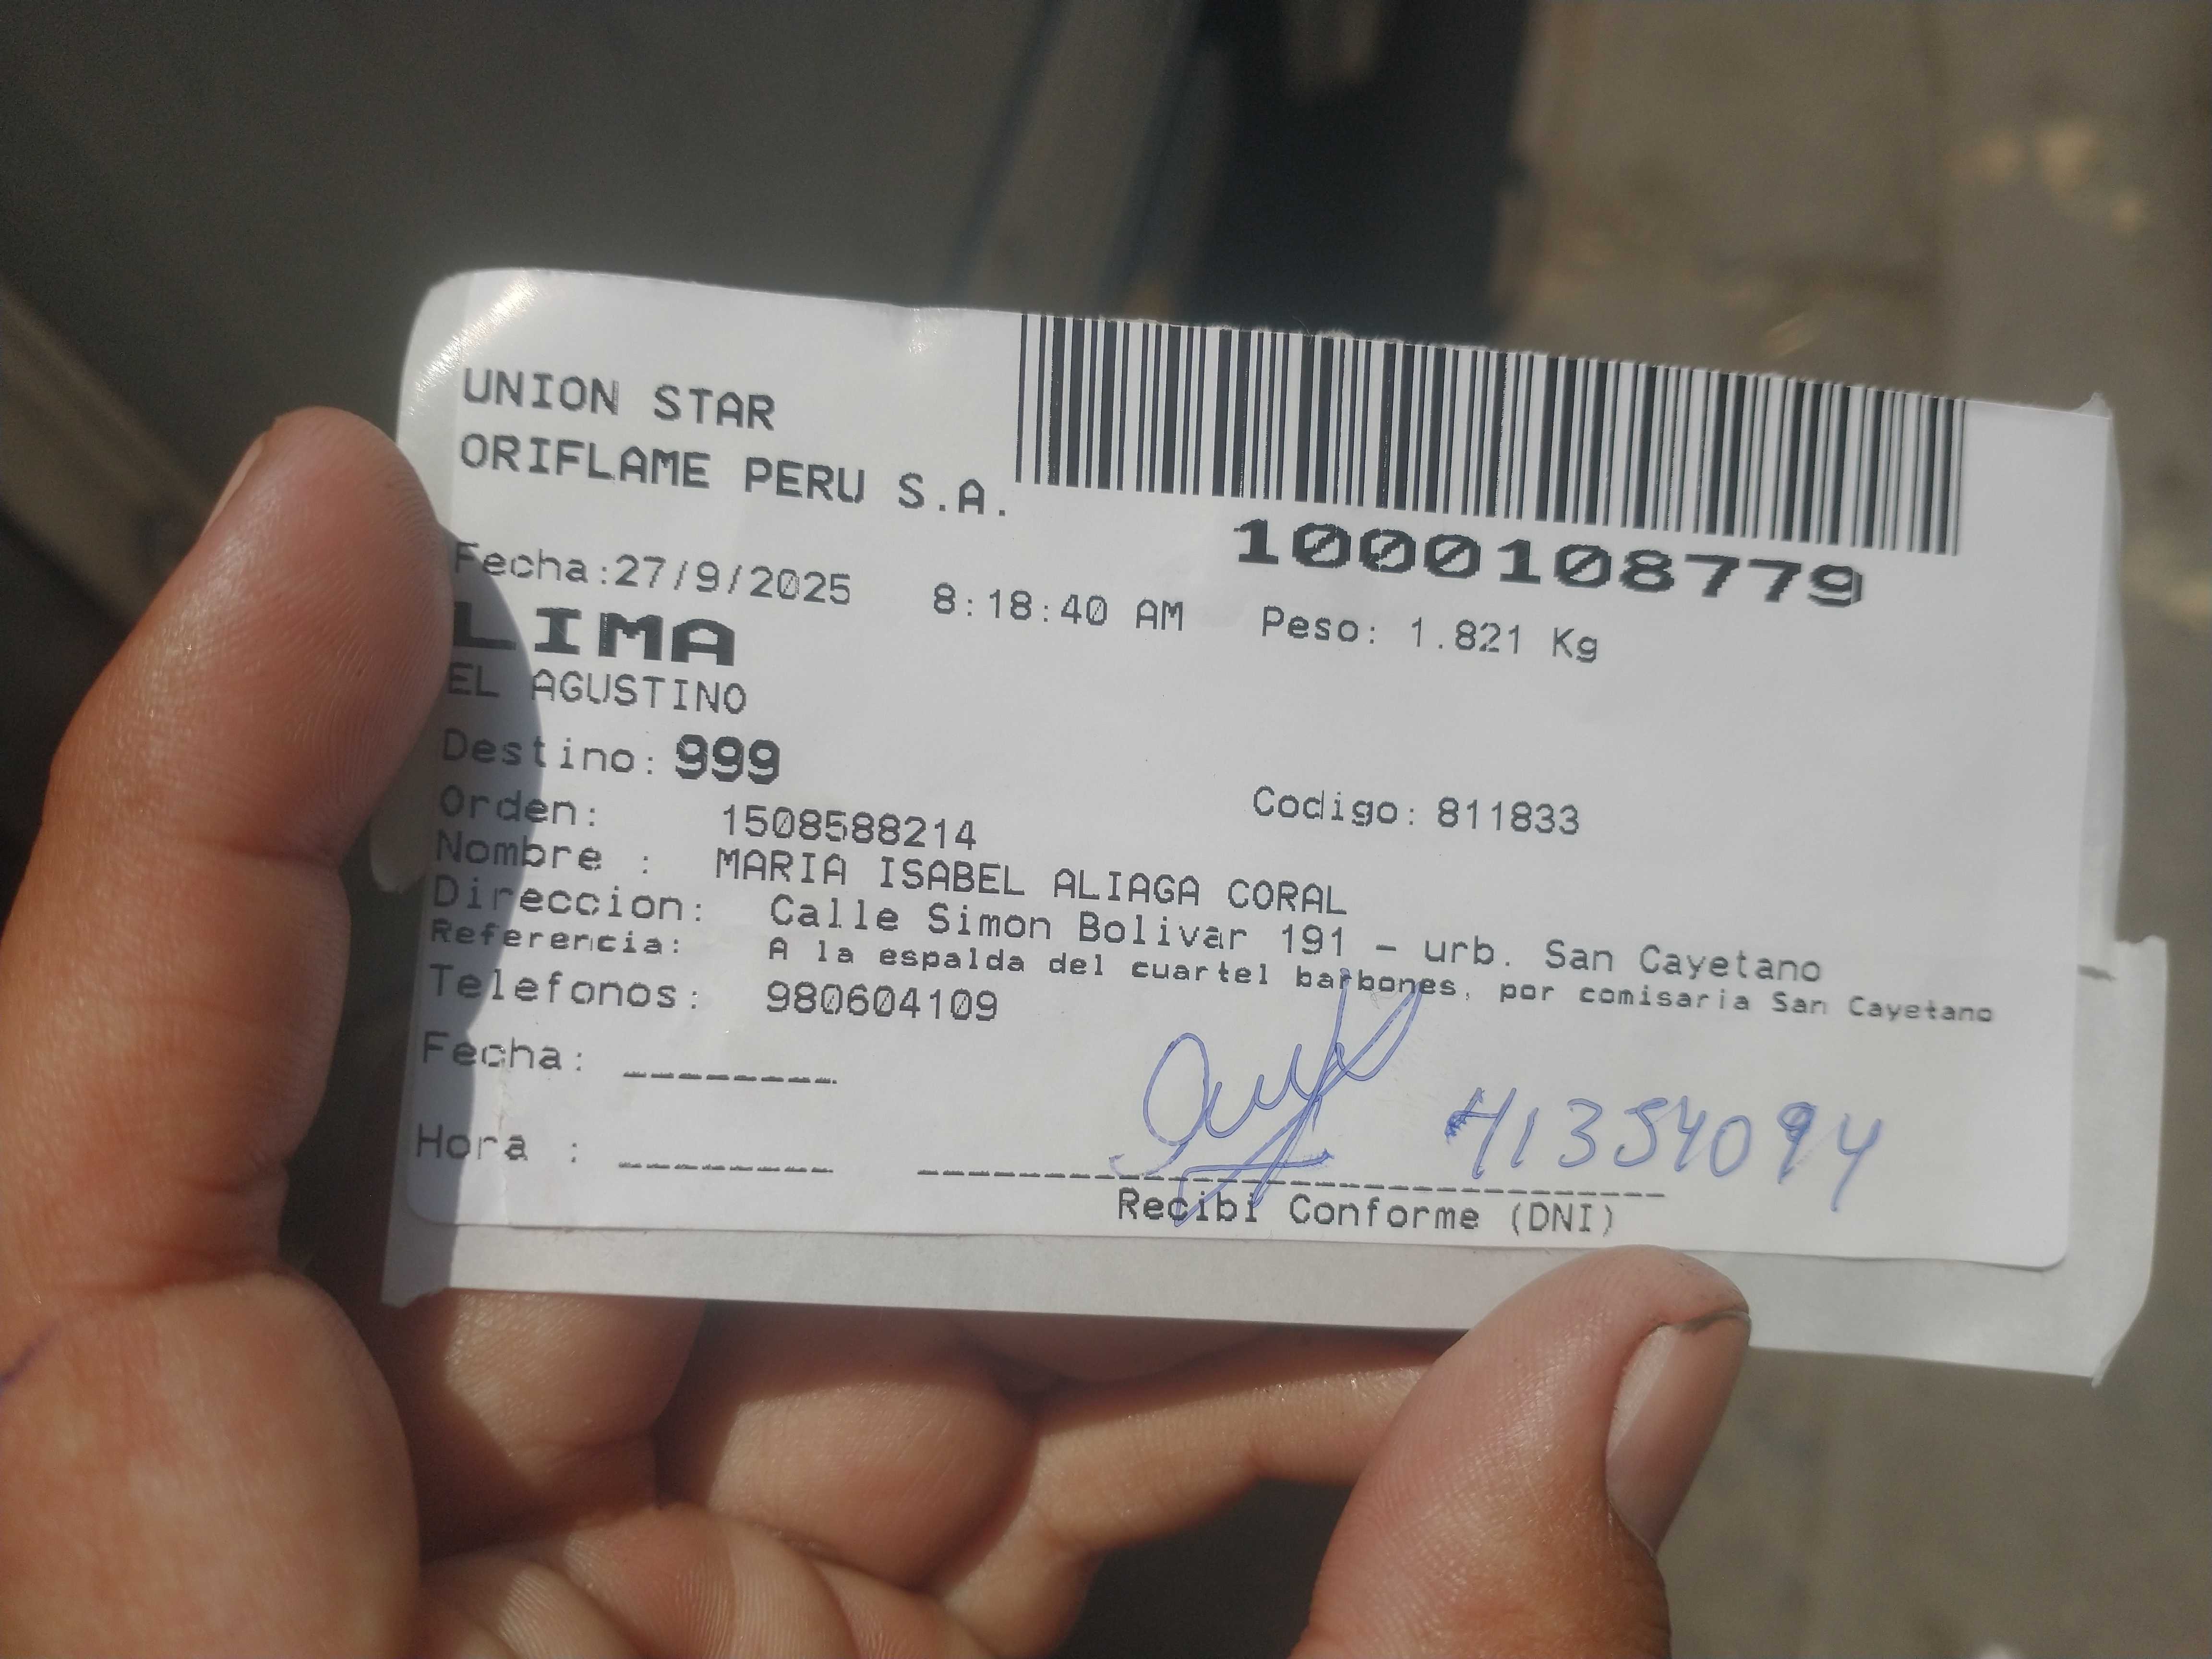 UNION STAR
ORIFLAME PERU S.A.
1000108779
Fecha:27/9/2025 8:18:40 AM Peso: 1.821 Kg
LIMA
EL AGUSTINO
Destino: 999
Orden: 1508588214 Codigo: 811833
Nombre : MARIA ISABEL ALIAGA CORAL
Direccion: Calle Simon Bolivar 191 - urb. San Cayetano
Referencia: A la espalda del cuartel barbones, por comisaria San Cayetano
Telefonos: 980604109
Fecha: _________
41354094
Hora : _________
Recibi Conforme (DNI)